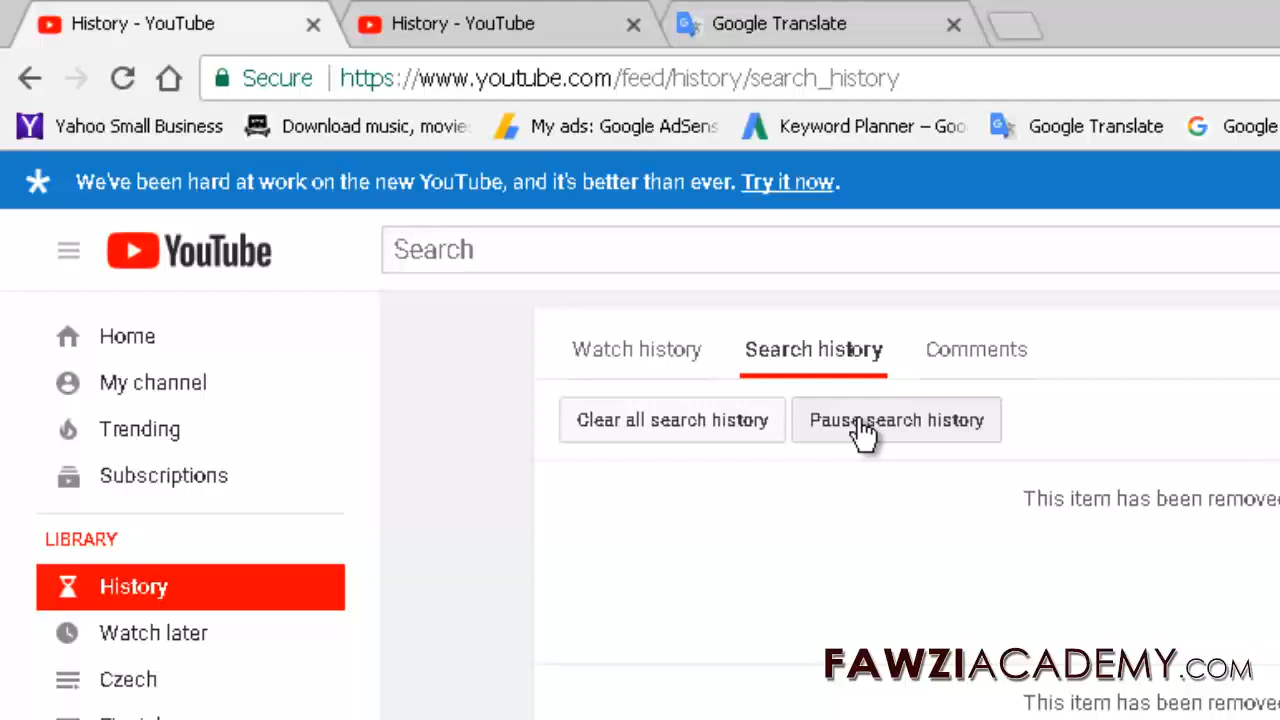 History - YouTube
History - YouTube
Google Translate
Secure
https://www.youtube.com/feed/history/search_history
Yahoo Small Business
Download music, movie
My ads: Google AdSens
Keyword Planner – Goo
Google Translate
Google
We've been hard at work on the new YouTube, and it's better than ever. Try it now.
YouTube
Search
Home
My channel
Trending
Subscriptions
LIBRARY
History
Watch later
Czech
Watch history
Search history
Comments
Clear all search history
Pause search history
This item has been removed
This item has been removed
FAWZIACADEMY.COM